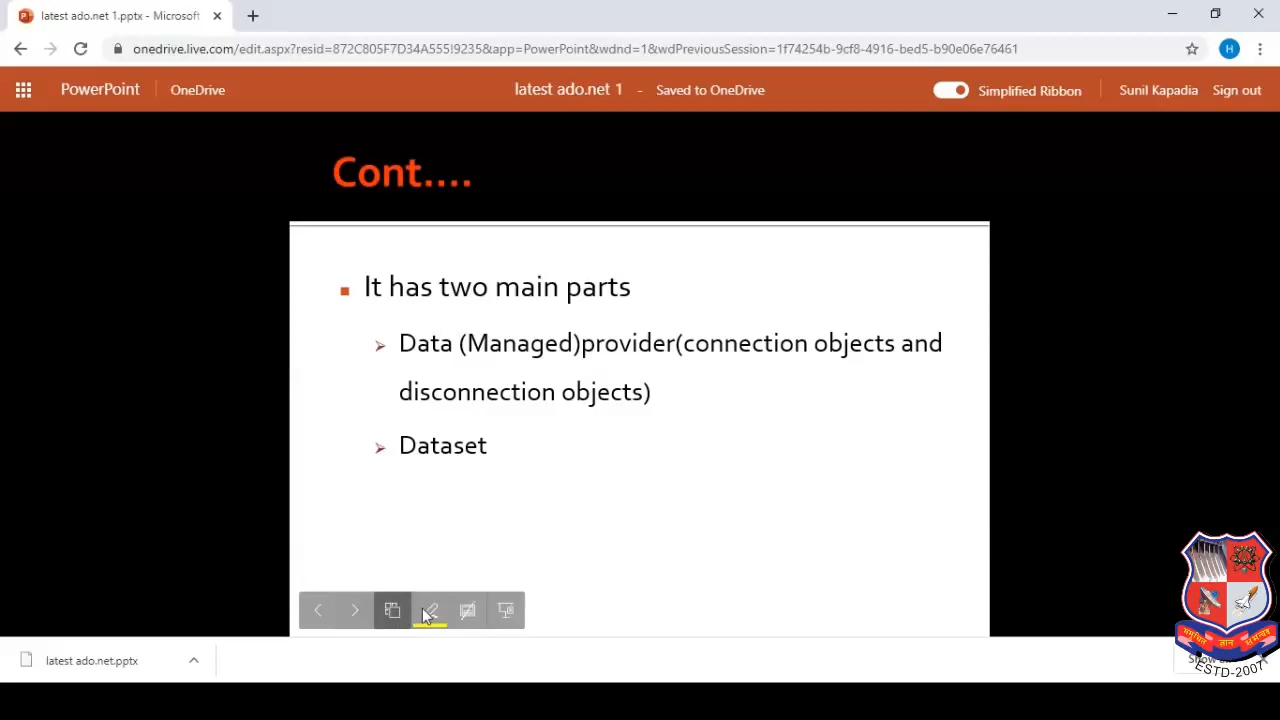 latest ado.net 1.pptx - Microsoft
onedrive.live.com/edit.aspx?resid=872C805F7D34A555!9235&app=PowerPoint&wdnd=1&wdPreviousSession=1f74254b-9cf8-4916-bed5-b90e06e76461
H
PowerPoint
OneDrive
latest ado.net 1 - Saved to OneDrive
Simplified Ribbon
Sunil Kapadia
Sign out
Cont....
It has two main parts
Data (Managed)provider(connection objects and
disconnection objects)
Dataset
latest ado.net.pptx
ESTD-2007